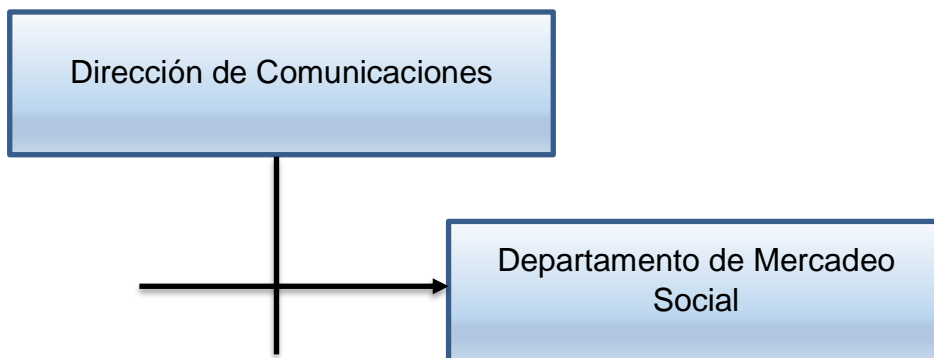 Dirección de Comunicaciones
Departamento de Mercadeo
Social